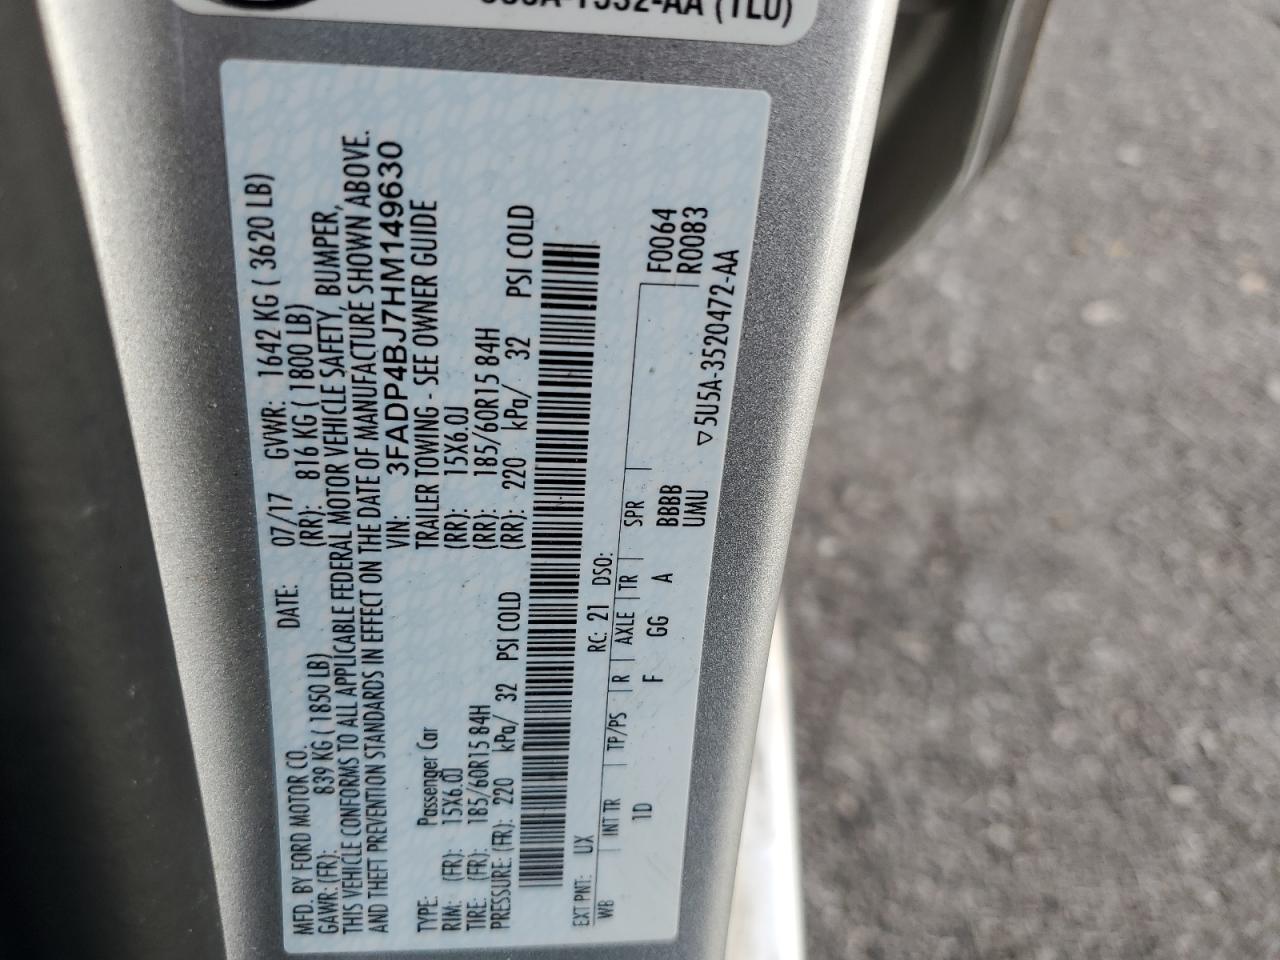 MFD. BY FORD MOTOR CO. DATE: 07/17 GVWR: 1642 KG ( 3620 LB)
GAWR: (FR): 839 KG ( 1850 LB) (RR): 816 KG ( 1800 LB)
THIS VEHICLE CONFORMS TO ALL APPLICABLE FEDERAL MOTOR VEHICLE SAFETY, BUMPER,
AND THEFT PREVENTION STANDARDS IN EFFECT ON THE DATE OF MANUFACTURE SHOWN ABOVE.
VIN: 3FADP4BJ7HM149630
TYPE: Passenger Car TRAILER TOWING - SEE OWNER GUIDE
RIM: (FR): 15X6.0J (RR): 15X6.0J
TIRE: (FR): 185/60R15 84H (RR): 185/60R15 84H
PRESSURE: (FR): 220 kPa/ 32 PSI COLD (RR): 220 kPa/ 32 PSI COLD
EXT PNT: UX RC: 21 DSO:
WB INT TR TP/PS R AXLE TR SPR F0064
1D F GG A BBBB R0083
UMU
▽5U5A-3520472-AA